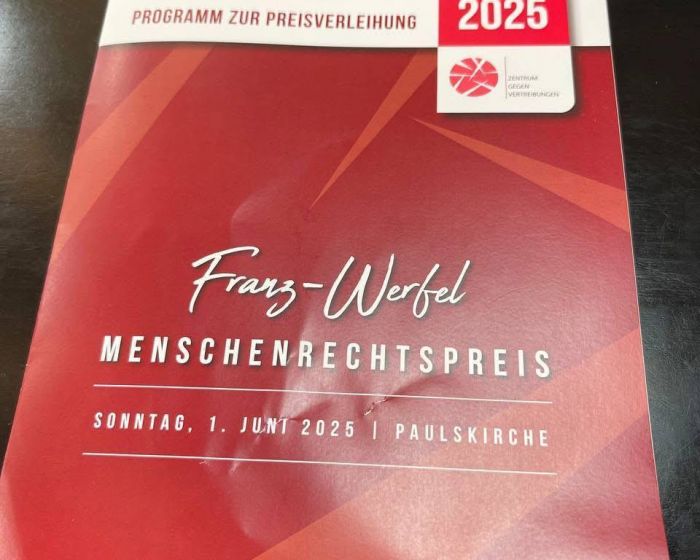 PROGRAMM ZUR PREISVERLEIHUNG
2025
ZENTRUM
GEGEN
VERTREIBUNGEN
Franz-Werfel
MENSCHENRECHTSPREIS
SONNTAG, 1. JUNI 2025 | PAULSKIRCHE